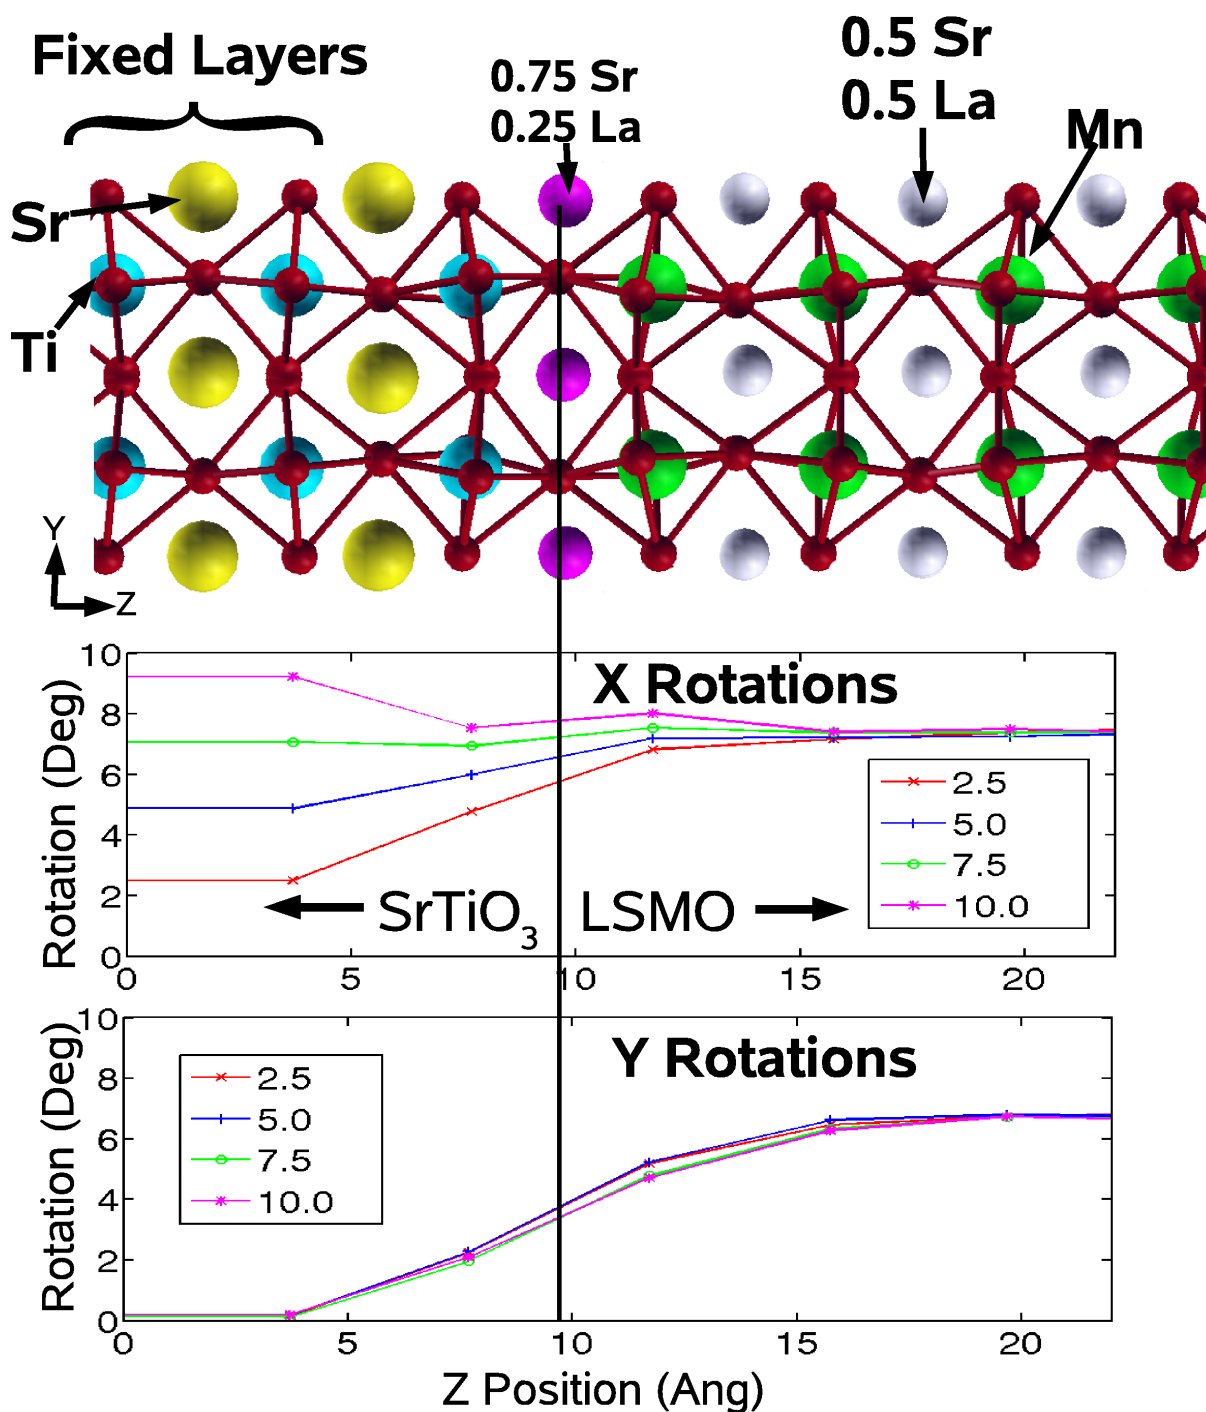 Fixed Layers
0.75 Sr
0.25 La
0.5 Sr
0.5 La
Mn
Sr
Ti
Y
Z
X Rotations
Rotation (Deg)
10
8
6
4
2
0
2.5
5.0
7.5
10.0
SrTiO₃
LSMO
0 5 10 15 20
Y Rotations
Rotation (Deg)
10
8
6
4
2
0
2.5
5.0
7.5
10.0
0 5 10 15 20
Z Position (Ang)